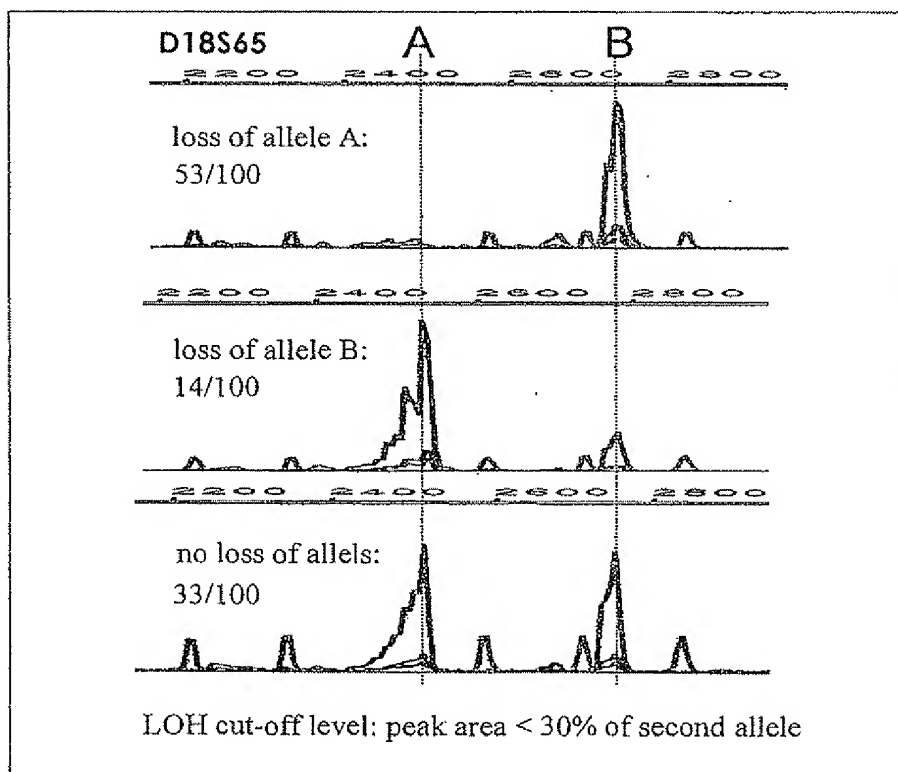 D18S65 A B
2200 2400 2600 2800
loss of allele A:
53/100
2200 2400 2600 2800
loss of allele B:
14/100
2200 2400 2600 2800
no loss of allels:
33/100
LOH cut-off level: peak area < 30% of second allele